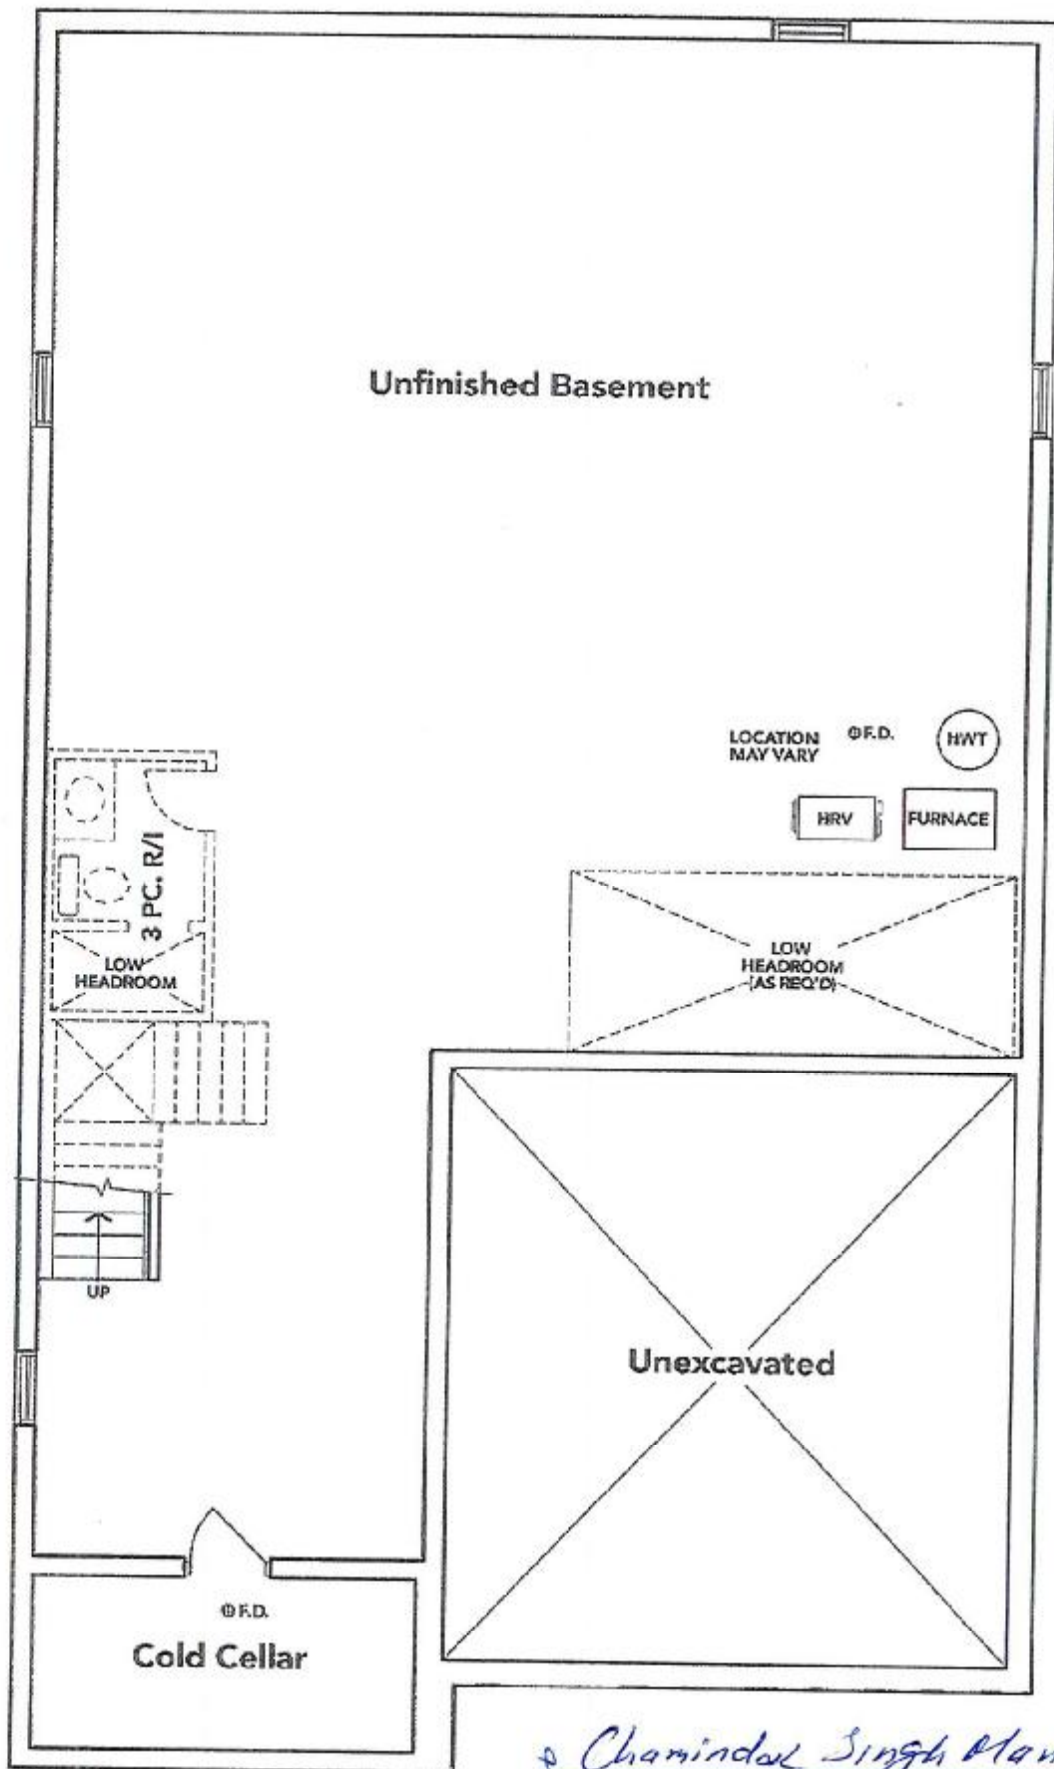 Unfinished Basement
LOCATION
MAY VARY
F.D.
HWT
HRV
FURNACE
3 PC. R/I
LOW
HEADROOM
LOW
HEADROOM
(AS REQ'D)
UP
Unexcavated
F.D.
Cold Cellar
Singh